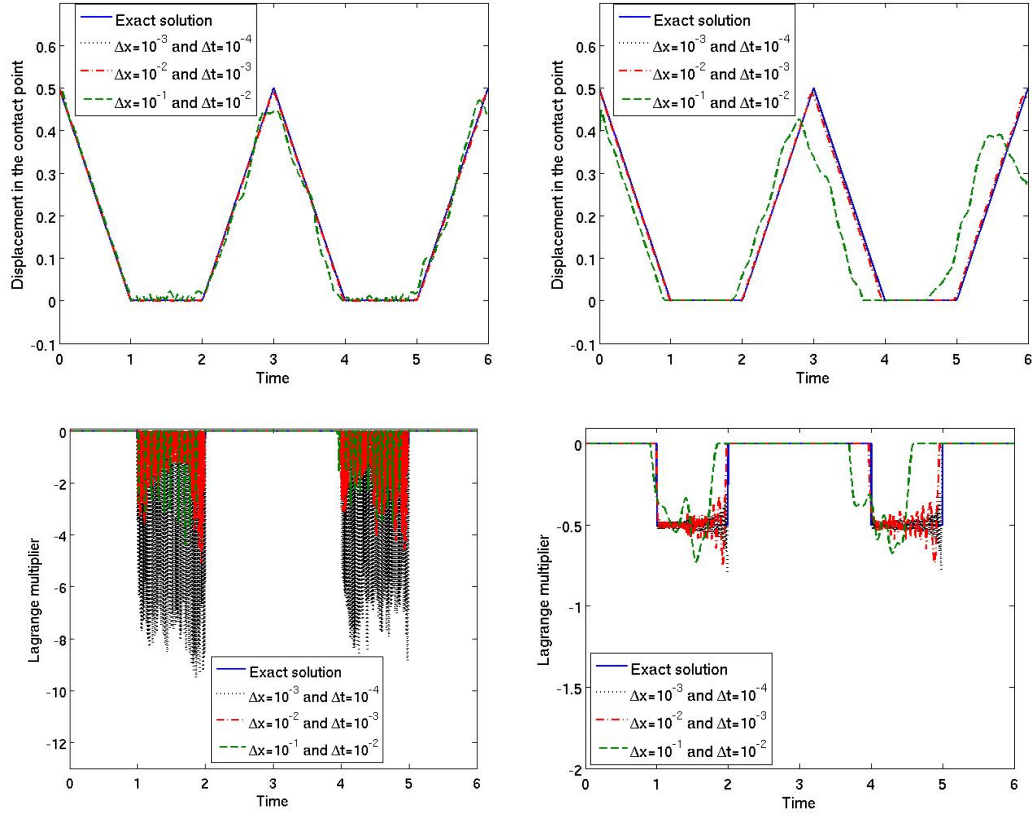 Exact solution
Δx=10⁻³ and Δt=10⁻⁴
Δx=10⁻² and Δt=10⁻³
Δx=10⁻¹ and Δt=10⁻²
0.6
0.5
0.4
0.3
0.2
0.1
0
-0.1
0 1 2 3 4 5 6
Time
Displacement in the contact point
Exact solution
Δx=10⁻³ and Δt=10⁻⁴
Δx=10⁻² and Δt=10⁻³
Δx=10⁻¹ and Δt=10⁻²
0.6
0.5
0.4
0.3
0.2
0.1
0
-0.1
0 1 2 3 4 5 6
Time
Displacement in the contact point
0
-2
-4
-6
-8
-10
-12
0 1 2 3 4 5 6
Time
Lagrange multiplier
Exact solution
Δx=10⁻³ and Δt=10⁻⁴
Δx=10⁻² and Δt=10⁻³
Δx=10⁻¹ and Δt=10⁻²
0
-0.5
-1
-1.5
-2
0 1 2 3 4 5 6
Time
Lagrange multiplier
Exact solution
Δx=10⁻³ and Δt=10⁻⁴
Δx=10⁻² and Δt=10⁻³
Δx=10⁻¹ and Δt=10⁻²